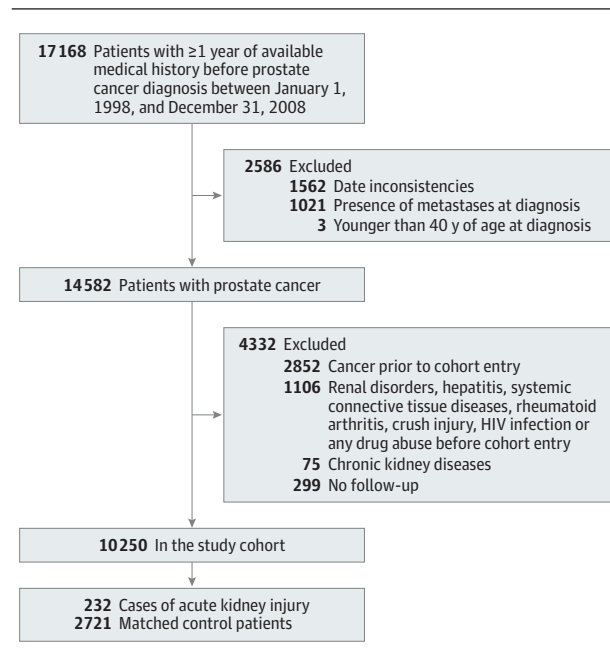 17168 Patients with ≥1 year of available
medical history before prostate
cancer diagnosis between January 1,
1998, and December 31, 2008
2586 Excluded
1562 Date inconsistencies
1021 Presence of metastases at diagnosis
3 Younger than 40 y of age at diagnosis
14582 Patients with prostate cancer
4332 Excluded
2852 Cancer prior to cohort entry
1106 Renal disorders, hepatitis, systemic
connective tissue diseases, rheumatoid
arthritis, crush injury, HIV infection or
any drug abuse before cohort entry
75 Chronic kidney diseases
299 No follow-up
10250 In the study cohort
232 Cases of acute kidney injury
2721 Matched control patients